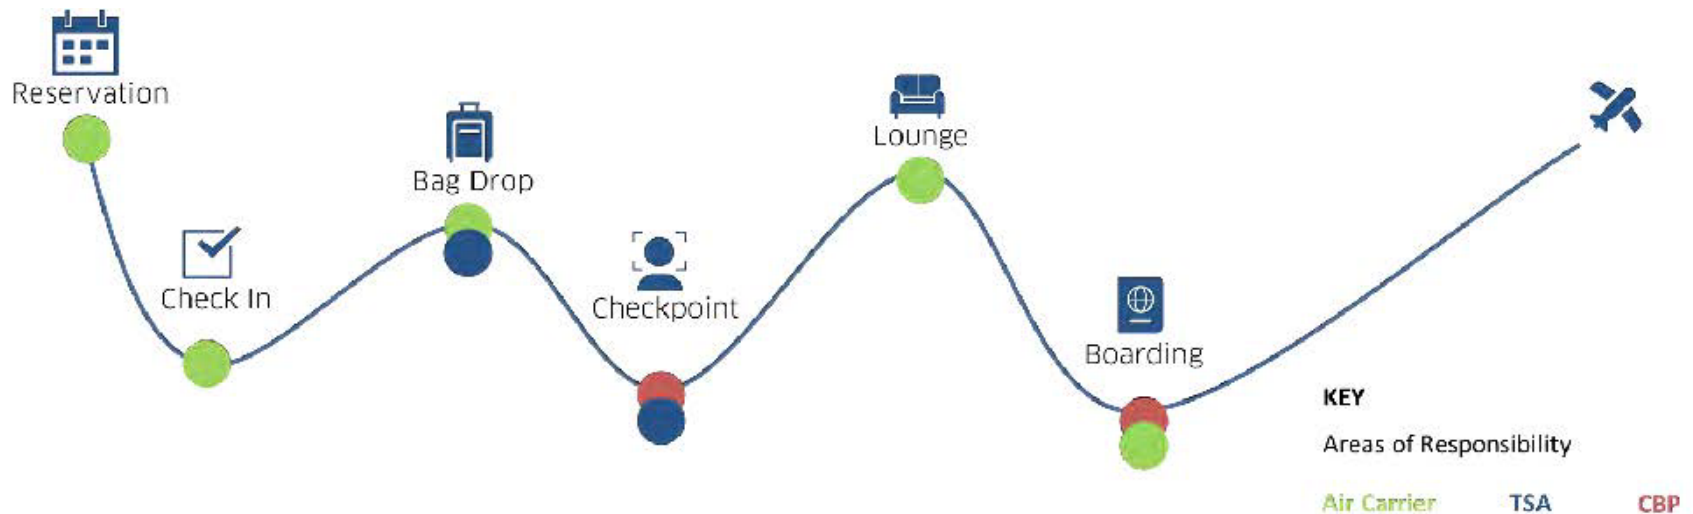 Reservation
Check In
Bag Drop
Checkpoint
Lounge
Boarding
KEY
Areas of Responsibility
Air Carrier TSA CBP